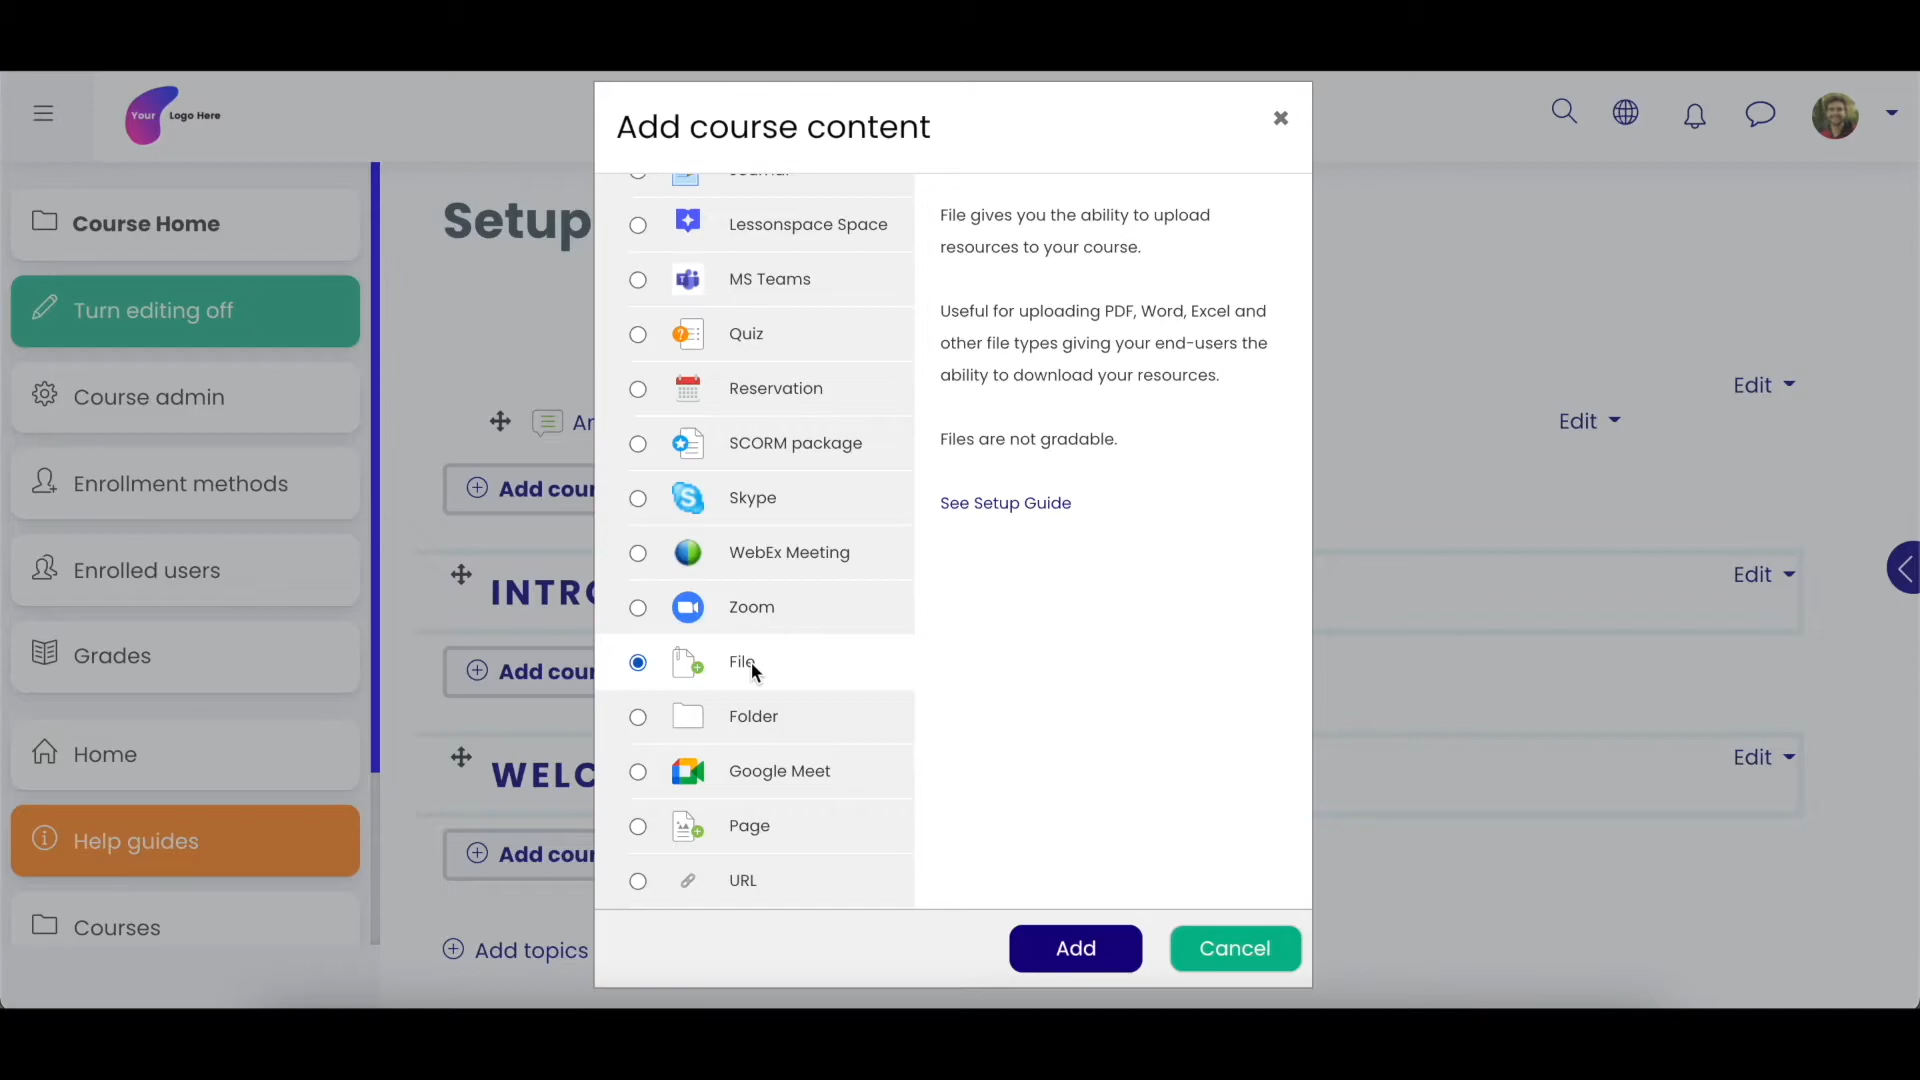 Your Logo Here
Course Home
Turn editing off
Course admin
Enrollment methods
Enrolled users
Grades
Home
Help guides
Courses
Setup
Edit
Edit
Add cour
Edit
Add cour
WELC
Edit
Add cour
Add topics
Add course content
Lessonspace Space
MS Teams
Quiz
Reservation
SCORM package
Skype
WebEx Meeting
Zoom
File
Folder
Google Meet
Page
URL
File gives you the ability to upload
resources to your course.
Useful for uploading PDF, Word, Excel and
other file types giving your end-users the
ability to download your resources.
Files are not gradable.
See Setup Guide
Add
Cancel